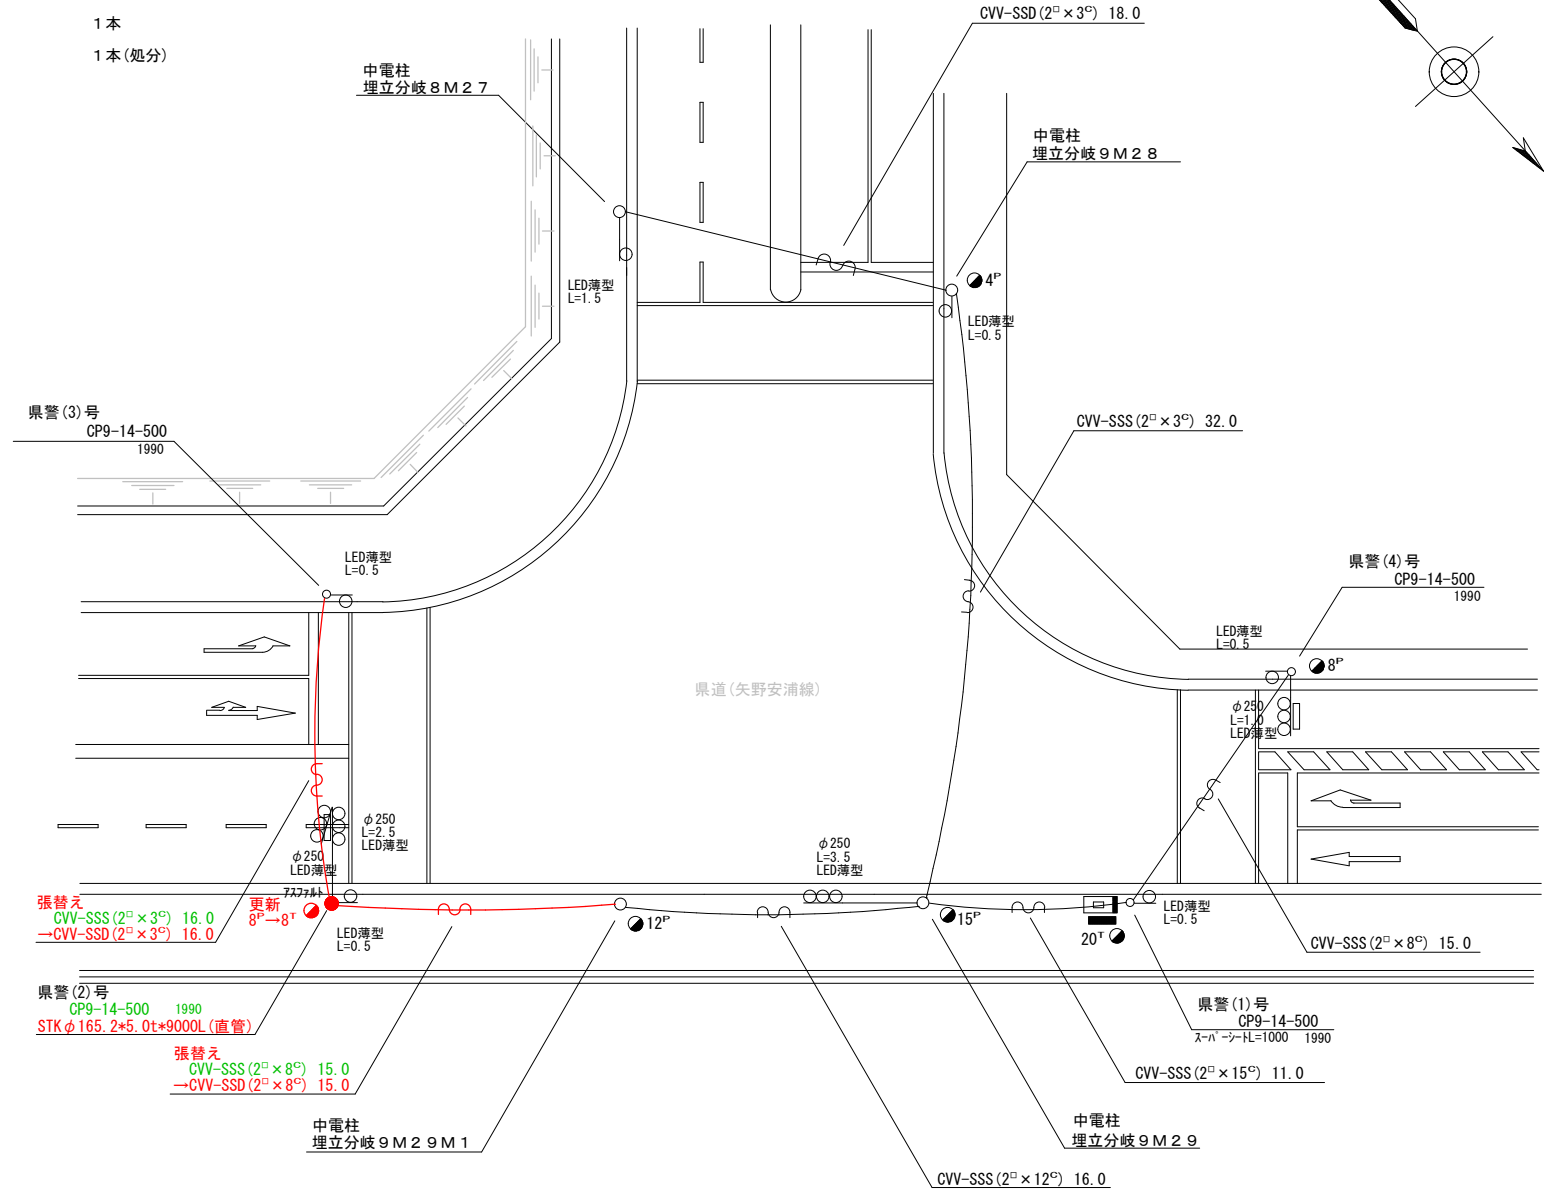 1本
1本(処分)
CVV-SSD(2□×3C) 18.0
中電柱
埋立分岐8M27
中電柱
埋立分岐9M28
4P
LED薄型
L=1.5
LED薄型
L=0.5
県警(3)号
CP9-14-500
1990
CVV-SSS(2□×3C) 32.0
LED薄型
L=0.5
県警(4)号
CP9-14-500
1990
LED薄型
L=0.5
8P
県道(矢野安浦線)
φ250
L=1.0
LED薄型
φ250
L=2.5
LED薄型
φ250
LED薄型
φ250
L=3.5
LED薄型
アスファルト
張替え
CVV-SSS(2□×3C) 16.0
→CVV-SSD(2□×3C) 16.0
更新
8P→8T
LED薄型
L=0.5
12P
15P
20T
LED薄型
L=0.5
CVV-SSS(2□×8C) 15.0
県警(2)号
CP9-14-500 1990
STKφ165.2*5.0t*9000L(直管)
県警(1)号
CP9-14-500
スーパーシートL=1000 1990
張替え
CVV-SSS(2□×8C) 15.0
→CVV-SSD(2□×8C) 15.0
CVV-SSS(2□×15C) 11.0
中電柱
埋立分岐9M29M1
中電柱
埋立分岐9M29
CVV-SSS(2□×12C) 16.0